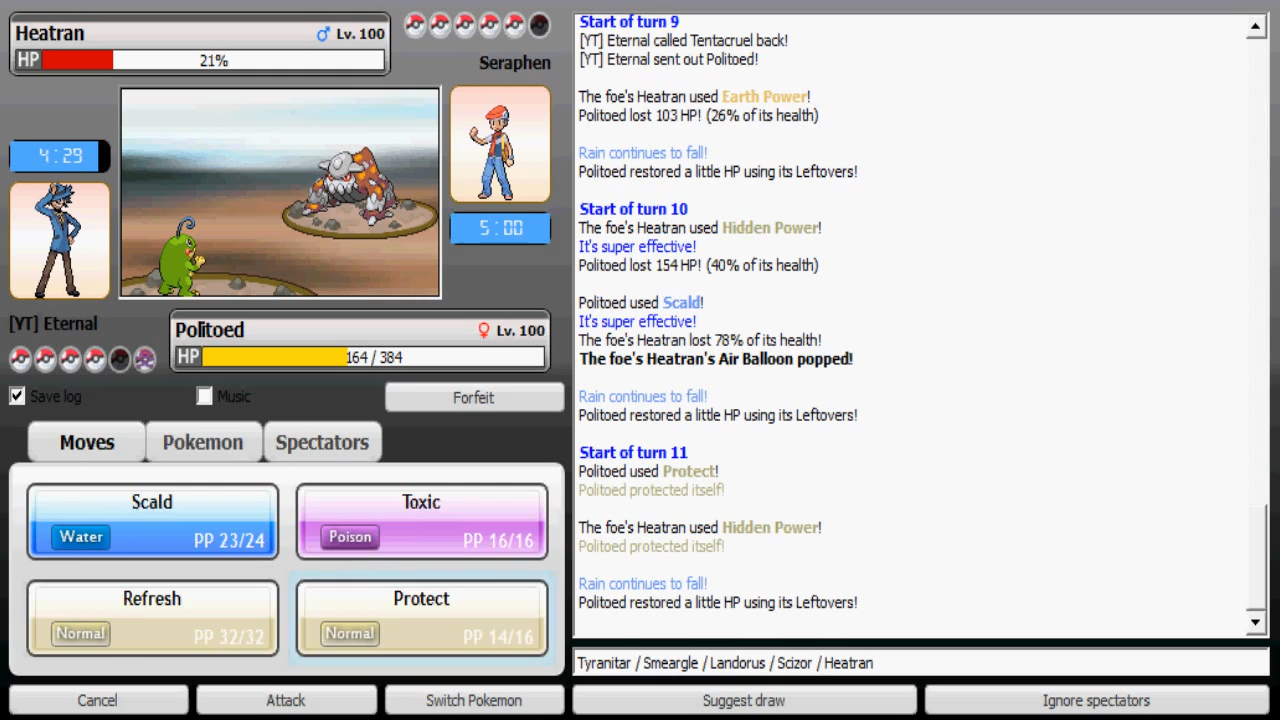 Heatran ♂ Lv. 100
HP 21%
Seraphen
4:29
5:00
[YT] Eternal
Politoed ♀ Lv. 100
HP 164 / 384
Save log
Music
Forfeit
Moves
Pokemon
Spectators
Scald
Water PP 23/24
Toxic
Poison PP 16/16
Refresh
Normal PP 32/32
Protect
Normal PP 14/16
Cancel
Attack
Switch Pokemon
Start of turn 9
[YT] Eternal called Tentacruel back!
[YT] Eternal sent out Politoed!
The foe's Heatran used Earth Power!
Politoed lost 103 HP! (26% of its health)
Rain continues to fall!
Politoed restored a little HP using its Leftovers!
Start of turn 10
The foe's Heatran used Hidden Power!
It's super effective!
Politoed lost 154 HP! (40% of its health)
Politoed used Scald!
It's super effective!
The foe's Heatran lost 78% of its health!
The foe's Heatran's Air Balloon popped!
Rain continues to fall!
Politoed restored a little HP using its Leftovers!
Start of turn 11
Politoed used Protect!
Politoed protected itself!
The foe's Heatran used Hidden Power!
Politoed protected itself!
Rain continues to fall!
Politoed restored a little HP using its Leftovers!
Tyranitar / Smeargle / Landorus / Scizor / Heatran
Suggest draw
Ignore spectators